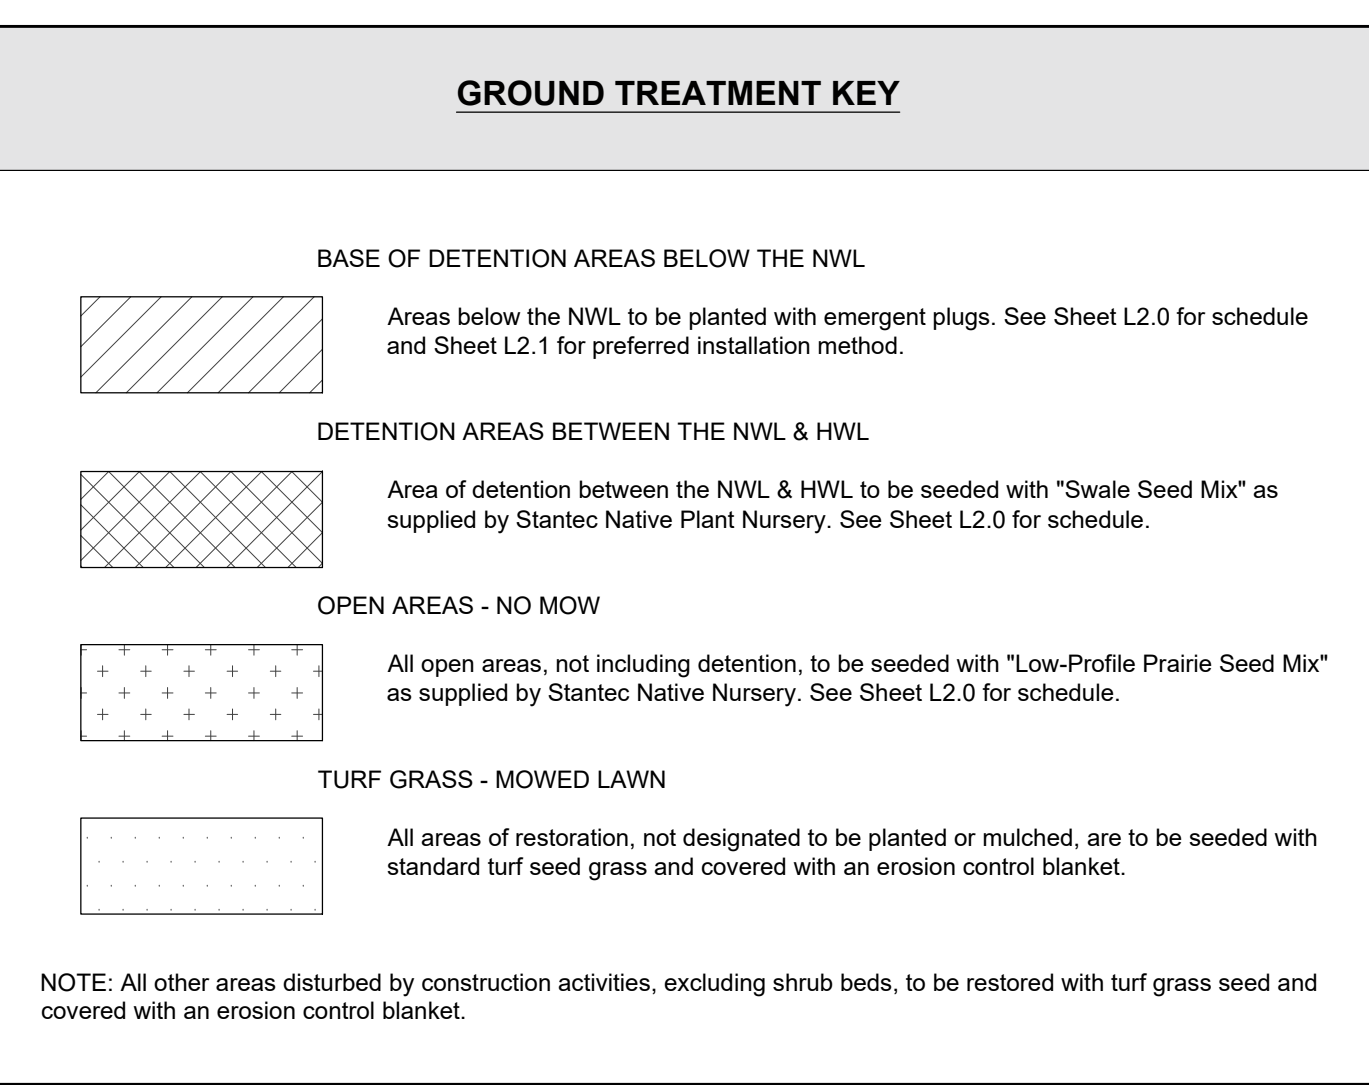 GROUND TREATMENT KEY
BASE OF DETENTION AREAS BELOW THE NWL
Areas below the NWL to be planted with emergent plugs. See Sheet L2.0 for schedule
and Sheet L2.1 for preferred installation method.
DETENTION AREAS BETWEEN THE NWL & HWL
Area of detention between the NWL & HWL to be seeded with "Swale Seed Mix" as
supplied by Stantec Native Plant Nursery. See Sheet L2.0 for schedule.
OPEN AREAS - NO MOW
All open areas, not including detention, to be seeded with "Low-Profile Prairie Seed Mix"
as supplied by Stantec Native Nursery. See Sheet L2.0 for schedule.
TURF GRASS - MOWED LAWN
All areas of restoration, not designated to be planted or mulched, are to be seeded with
standard turf seed grass and covered with an erosion control blanket.
NOTE: All other areas disturbed by construction activities, excluding shrub beds, to be restored with turf grass seed and
covered with an erosion control blanket.